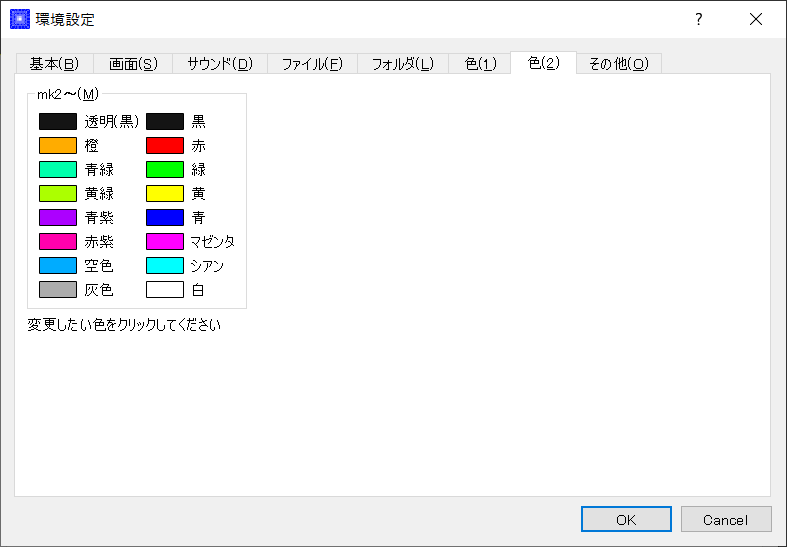 環境設定
?
基本(B) 画面(S) サウンド(D) ファイル(F) フォルダ(L) 色(1) 色(2) その他(O)
mk2～(M)
透明(黒) 黒
橙 赤
青緑 緑
黄緑 黄
青紫 青
赤紫 マゼンタ
空色 シアン
灰色 白
変更したい色をクリックしてください
OK Cancel